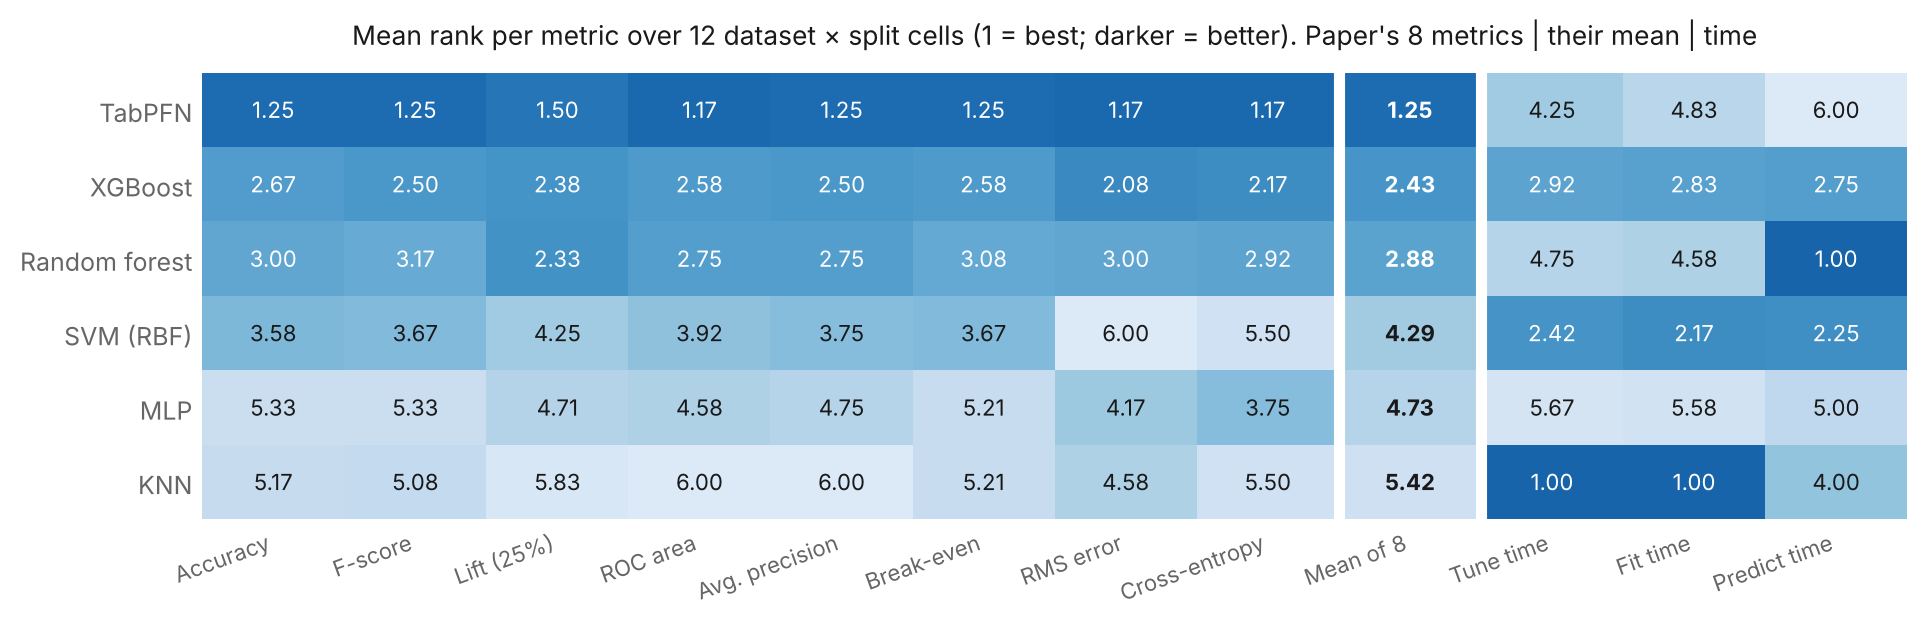 Mean rank per metric over 12 dataset × split cells (1 = best; darker = better). Paper's 8 metrics | their mean | time
TabPFN 1.25 1.25 1.50 1.17 1.25 1.25 1.17 1.17 1.25 4.25 4.83 6.00
XGBoost 2.67 2.50 2.38 2.58 2.50 2.58 2.08 2.17 2.43 2.92 2.83 2.75
Random forest 3.00 3.17 2.33 2.75 2.75 3.08 3.00 2.92 2.88 4.75 4.58 1.00
SVM (RBF) 3.58 3.67 4.25 3.92 3.75 3.67 6.00 5.50 4.29 2.42 2.17 2.25
MLP 5.33 5.33 4.71 4.58 4.75 5.21 4.17 3.75 4.73 5.67 5.58 5.00
KNN 5.17 5.08 5.83 6.00 6.00 5.21 4.58 5.50 5.42 1.00 1.00 4.00
Accuracy F-score Lift (25%) ROC area Avg. precision Break-even RMS error Cross-entropy Mean of 8 Tune time Fit time Predict time